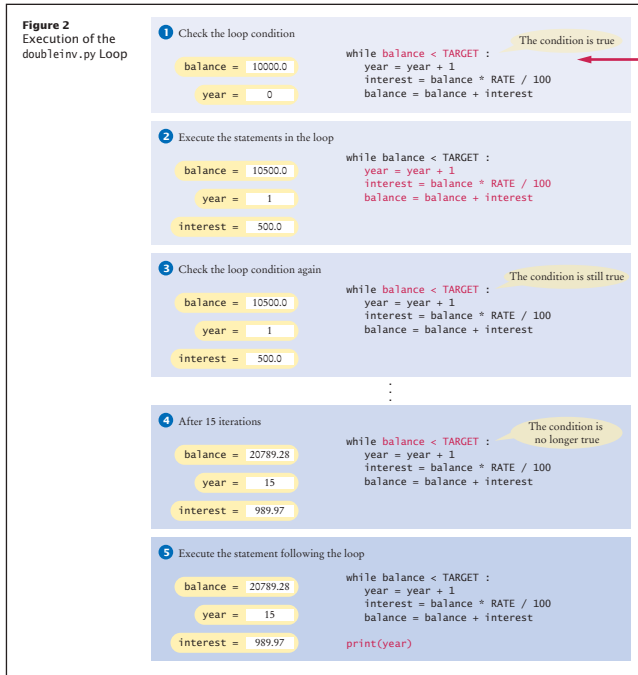 Figure 2
Execution of the
doubleinv.py Loop
1 Check the loop condition
balance = 10000.0
year = 0
while balance < TARGET :
year = year + 1
interest = balance * RATE / 100
balance = balance + interest
The condition is true
2 Execute the statements in the loop
balance = 10500.0
year = 1
interest = 500.0
while balance < TARGET :
year = year + 1
interest = balance * RATE / 100
balance = balance + interest
3 Check the loop condition again
balance = 10500.0
year = 1
interest = 500.0
while balance < TARGET :
year = year + 1
interest = balance * RATE / 100
balance = balance + interest
The condition is still true
4 After 15 iterations
balance = 20789.28
year = 15
interest = 989.97
while balance < TARGET :
year = year + 1
interest = balance * RATE / 100
balance = balance + interest
The condition is
no longer true
5 Execute the statement following the loop
balance = 20789.28
year = 15
interest = 989.97
while balance < TARGET :
year = year + 1
interest = balance * RATE / 100
balance = balance + interest
print(year)